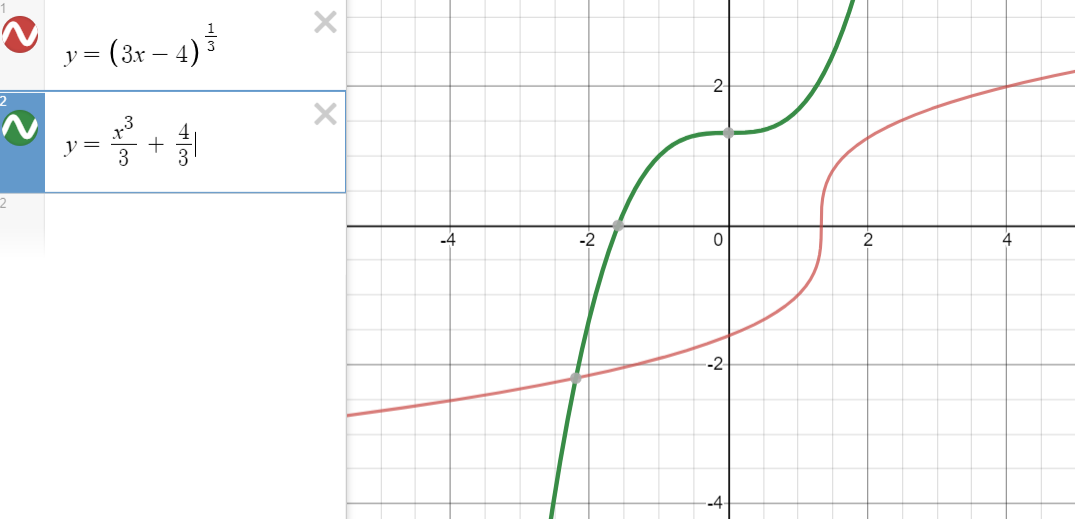 1
y = (3x − 4)^(1/3)
2
y = x^3/3 + 4/3
2
2
-4 -2 0 2 4
-2
-4